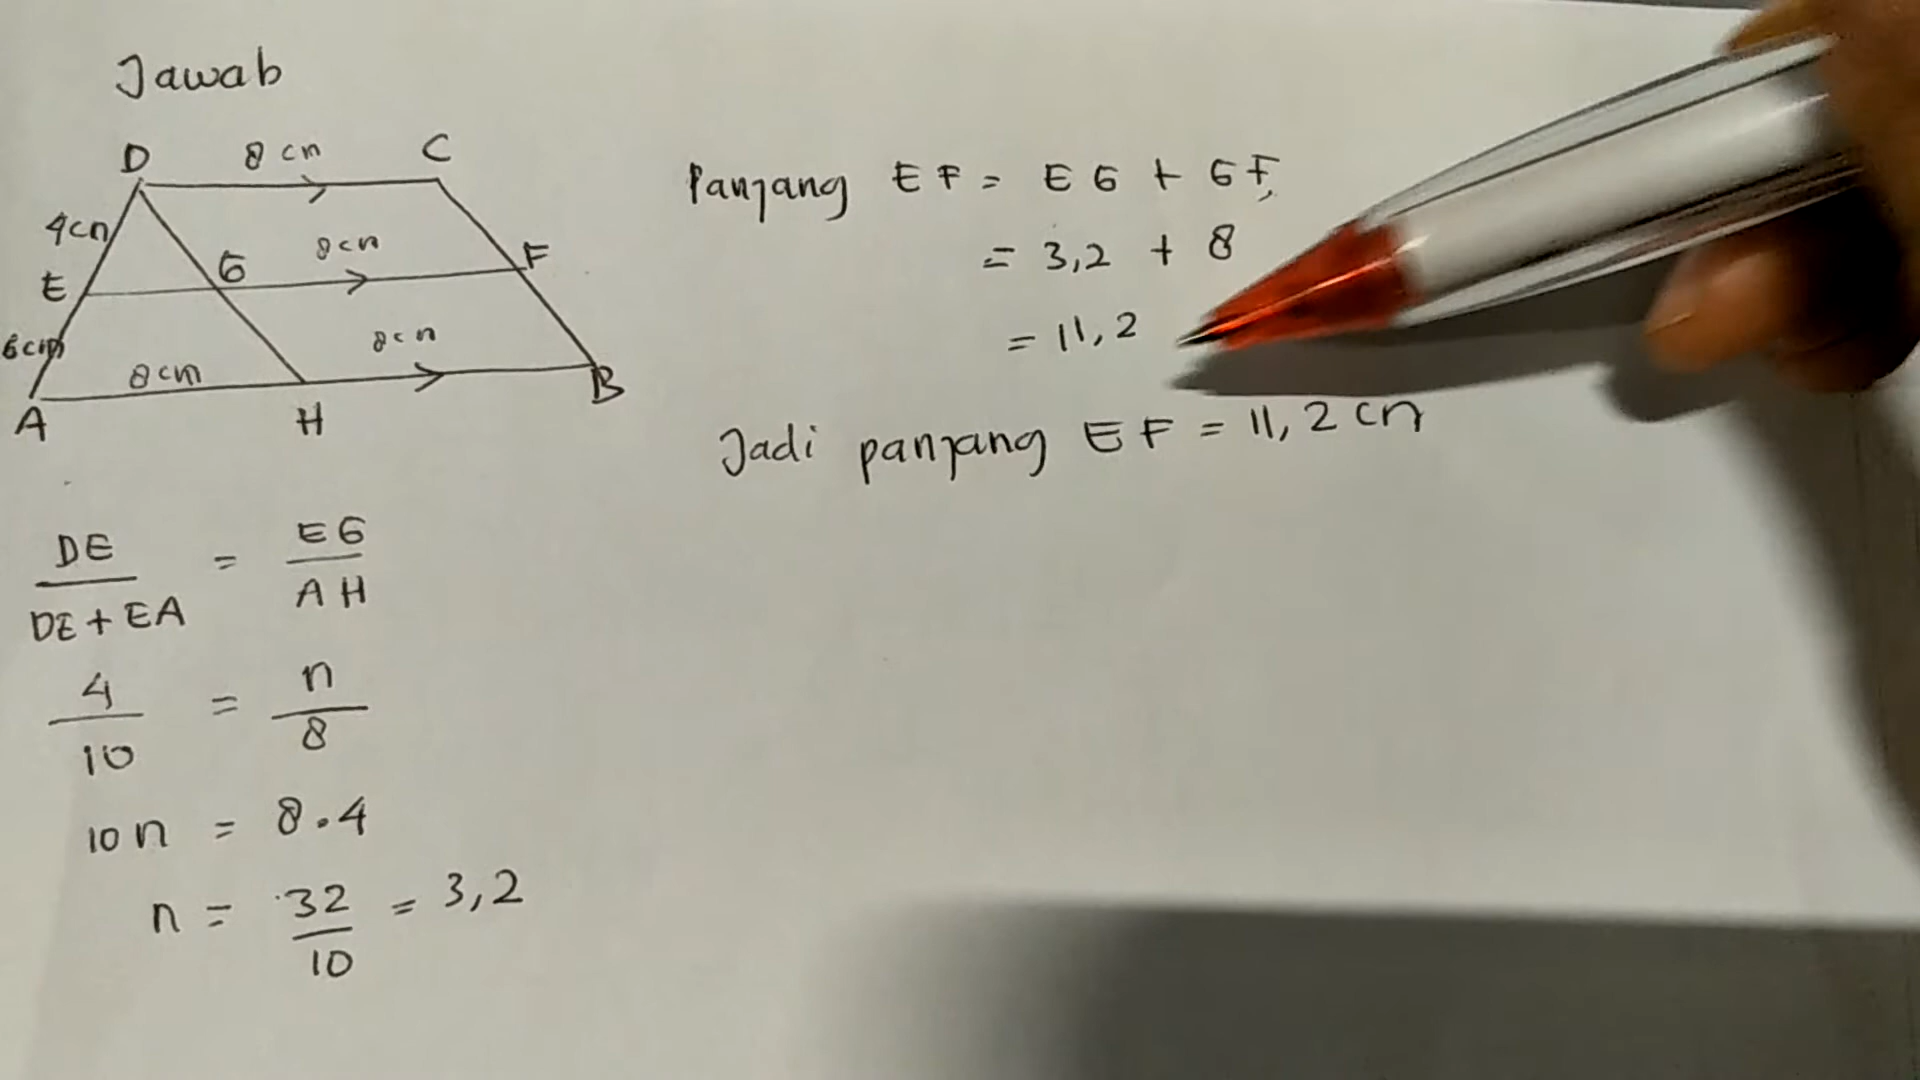 Jawab
D 8 cm C
4cm
E G 8cm F
6cm
8cm
8cm
A H B
DE / DE + EA = EG / AH
4 / 10 = n / 8
10 n = 8 . 4
n = 32 / 10 = 3,2
Panjang EF = EG + GF
= 3,2 + 8
= 11,2
Jadi panjang EF = 11,2 cm